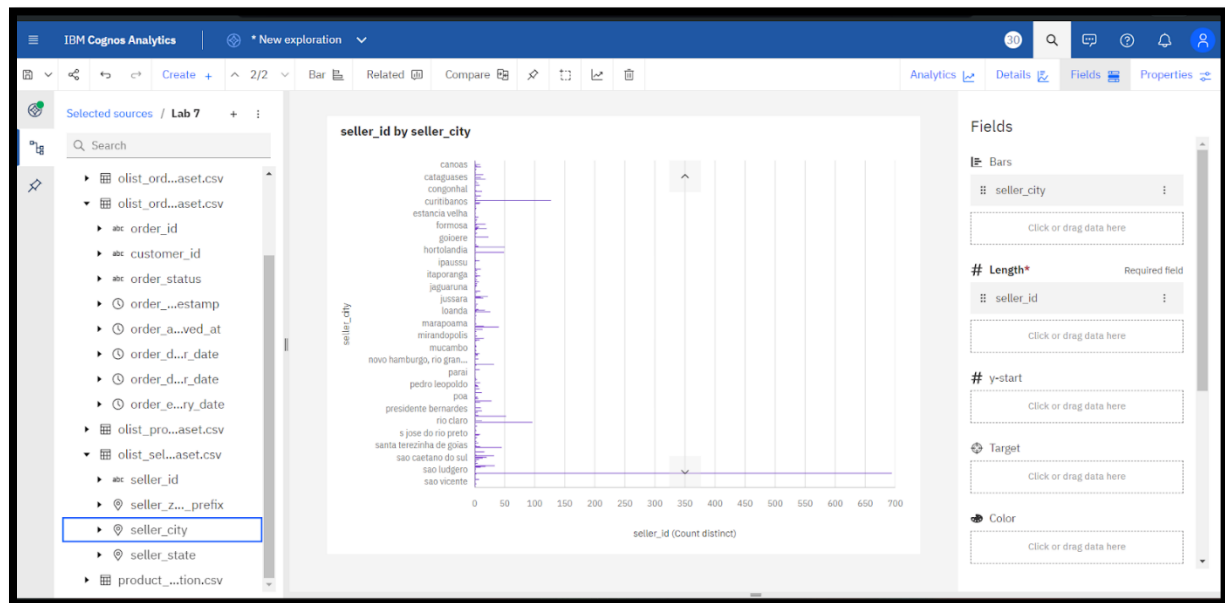 IBM Cognos Analytics
* New exploration
30
Create +
2/2
Bar
Related
Compare
Analytics
Details
Fields
Properties
Selected sources / Lab 7
Search
olist_ord...aset.csv
olist_ord...aset.csv
abc order_id
abc customer_id
abc order_status
order_...estamp
order_a...ved_at
order_d...r_date
order_d...r_date
order_e...ry_date
olist_pro...aset.csv
olist_sel...aset.csv
abc seller_id
seller_z..._prefix
seller_city
seller_state
product_...tion.csv
seller_id by seller_city
seller_city
canoas
cataguases
congonhal
curitibanos
estancia velha
formosa
goioere
hortolandia
ipaussu
itaporanga
jaguaruna
jussara
loanda
marapoama
mirandopolis
mucambo
novo hamburgo, rio gran...
parai
pedro leopoldo
poa
presidente bernardes
rio claro
s jose do rio preto
santa terezinha de goias
sao caetano do sul
sao ludgero
sao vicente
0 50 100 150 200 250 300 350 400 450 500 550 600 650 700
seller_id (Count distinct)
Fields
Bars
seller_city
Click or drag data here
# Length* Required field
seller_id
Click or drag data here
# y-start
Click or drag data here
Target
Click or drag data here
Color
Click or drag data here